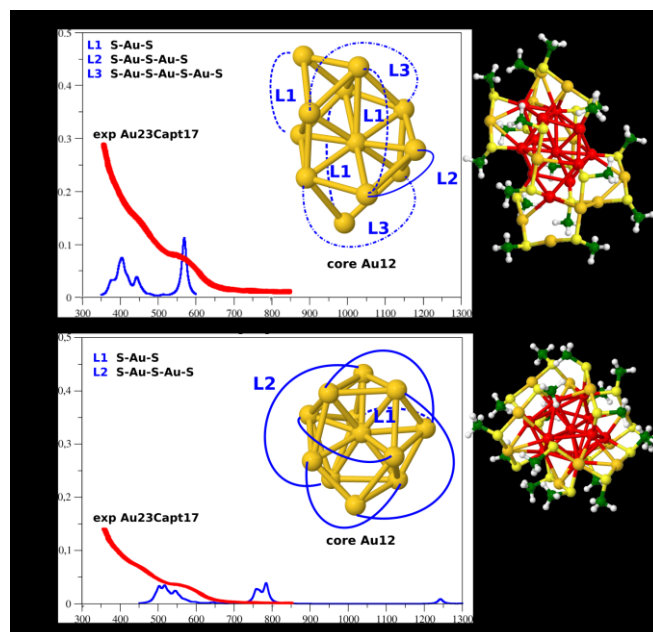 L1 S-Au-S
L2 S-Au-S-Au-S
L3 S-Au-S-Au-S-Au-S
0.5
0.4
0.3
0.2
0.1
0
exp Au23Capt17
L1
L3
L1
L1
L2
L3
core Au12
300 400 500 600 700 800 900 1000 1100 1200 1300
L1 S-Au-S
L2 S-Au-S-Au-S
0,5
0,4
0,3
0,2
0,1
0
exp Au23Capt17
L2
L1
core Au12
300 400 500 600 700 800 900 1000 1100 1200 1300